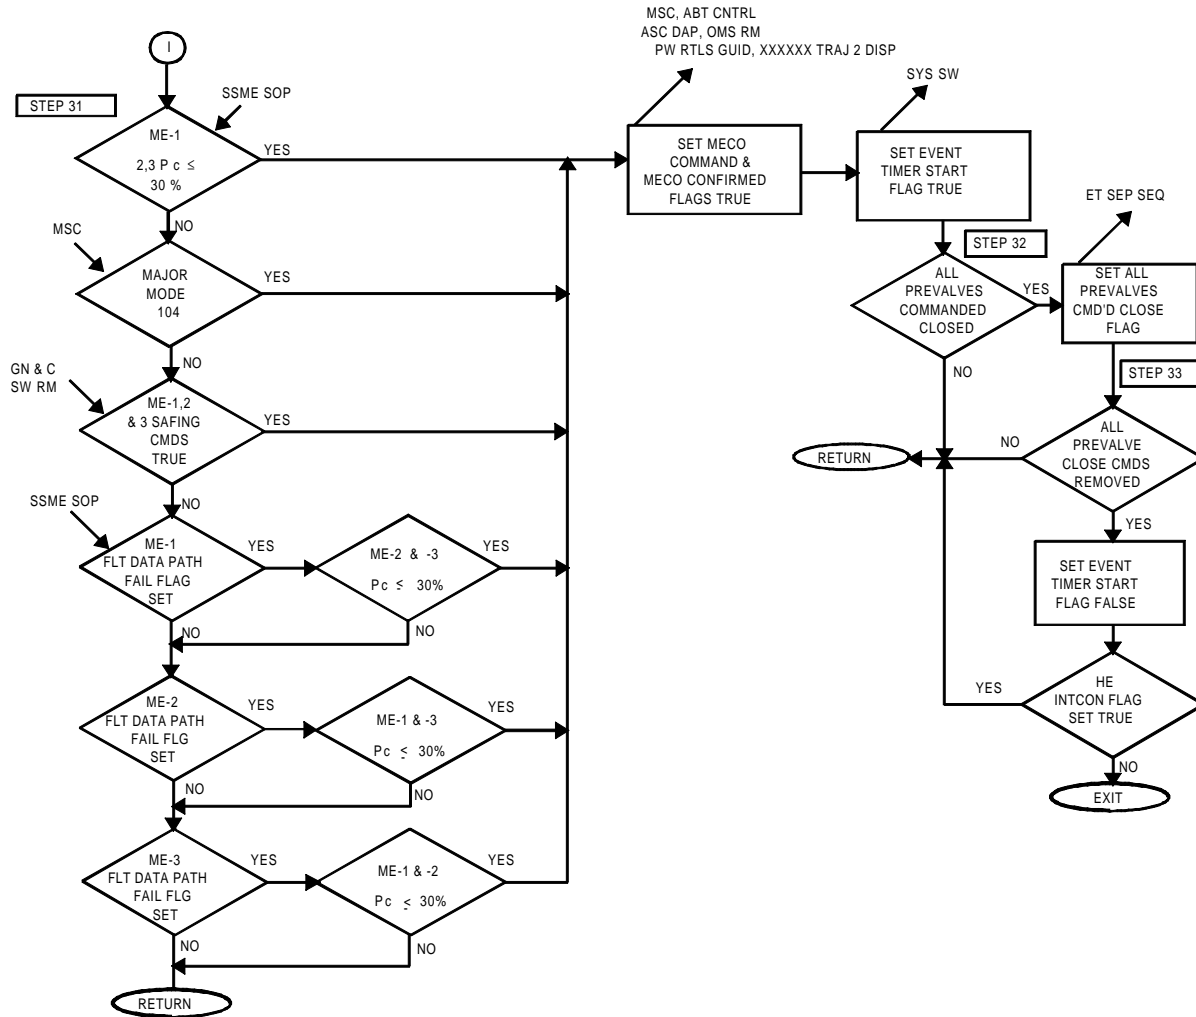 I
STEP 31
SSME SOP
ME-1
2,3 P c ≤
30 %
YES
NO
MSC
MAJOR
MODE
104
YES
NO
GN & C
SW RM
ME-1,2
& 3 SAFING
CMDS
TRUE
YES
NO
SSME SOP
ME-1
FLT DATA PATH
FAIL FLAG
SET
YES
ME-2 & -3
Pc ≤ 30%
YES
NO
NO
ME-2
FLT DATA PATH
FAIL FLG
SET
YES
ME-1 & -3
Pc ≤ 30%
YES
NO
NO
ME-3
FLT DATA PATH
FAIL FLG
SET
YES
ME-1 & -2
Pc ≤ 30%
YES
NO
NO
RETURN
MSC, ABT CNTRL
ASC DAP, OMS RM
PW RTLS GUID, XXXXXX TRAJ 2 DISP
SET MECO
COMMAND &
MECO CONFIRMED
FLAGS TRUE
SYS SW
SET EVENT
TIMER START
FLAG TRUE
STEP 32
ALL
PREVALVES
COMMANDED
CLOSED
YES
NO
ET SEP SEQ
SET ALL
PREVALVES
CMD'D CLOSE
FLAG
STEP 33
ALL
PREVALVE
CLOSE CMDS
REMOVED
NO
RETURN
YES
SET EVENT
TIMER START
FLAG FALSE
HE
INTCON FLAG
SET TRUE
YES
NO
EXIT